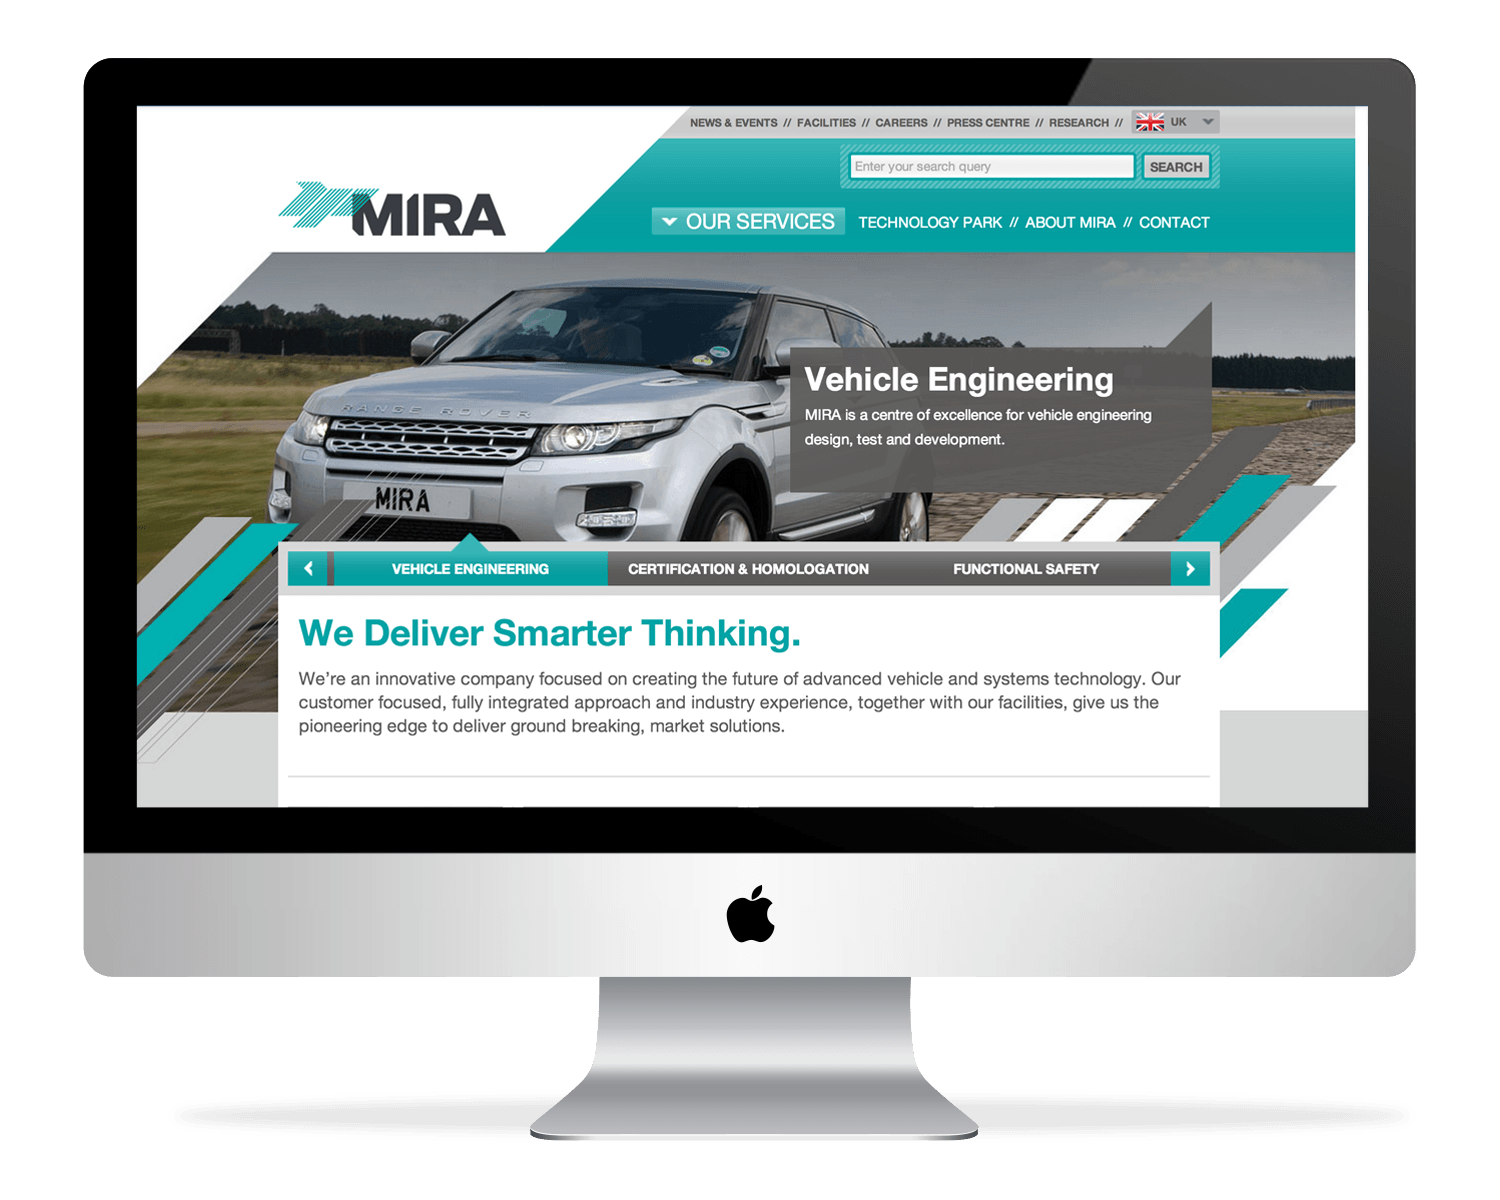 NEWS & EVENTS // FACILITIES // CAREERS // PRESS CENTRE // RESEARCH // UK
Enter your search query SEARCH
MIRA
OUR SERVICES TECHNOLOGY PARK // ABOUT MIRA // CONTACT
Vehicle Engineering
MIRA is a centre of excellence for vehicle engineering
design, test and development.
RANGE ROVER
MIRA
VEHICLE ENGINEERING CERTIFICATION & HOMOLOGATION FUNCTIONAL SAFETY
We Deliver Smarter Thinking.
We’re an innovative company focused on creating the future of advanced vehicle and systems technology. Our
customer focused, fully integrated approach and industry experience, together with our facilities, give us the
pioneering edge to deliver ground breaking, market solutions.